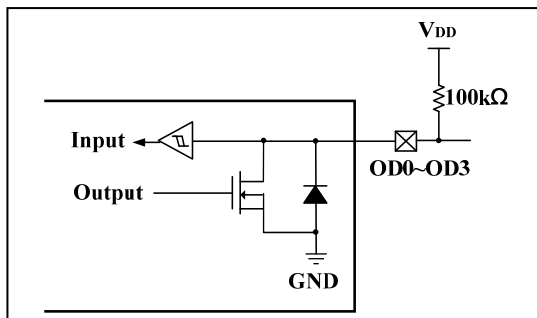 VDD
100kΩ
Input
OD0~OD3
Output
GND